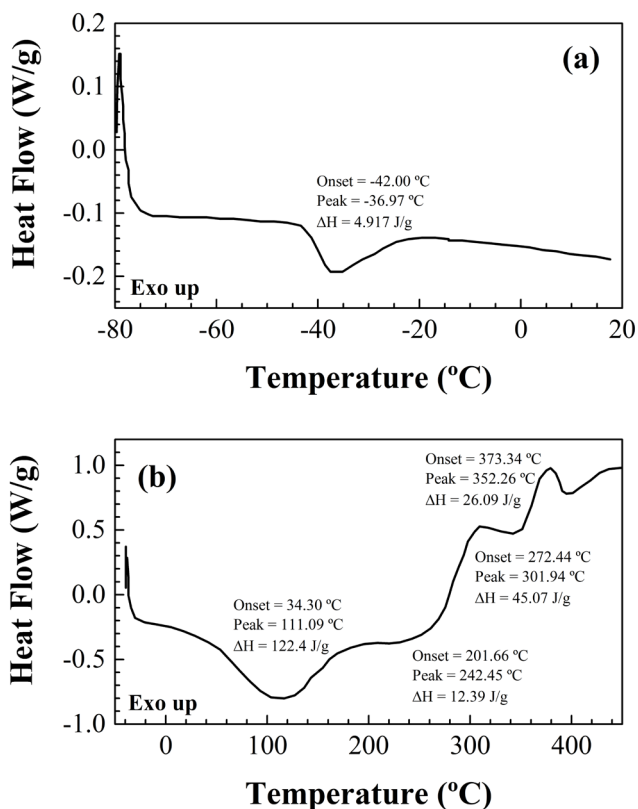 0.2
(a)
0.1
0.0
Heat Flow (W/g)
Onset = -42.00 ºC
Peak = -36.97 ºC
ΔH = 4.917 J/g
-0.1
-0.2
Exo up
-80 -60 -40 -20 0 20
Temperature (ºC)
1.0
(b)
Onset = 373.34 ºC
Peak = 352.26 ºC
ΔH = 26.09 J/g
0.5
Heat Flow (W/g)
Onset = 272.44 ºC
Peak = 301.94 ºC
ΔH = 45.07 J/g
0.0
Onset = 34.30 ºC
Peak = 111.09 ºC
ΔH = 122.4 J/g
-0.5
Onset = 201.66 ºC
Peak = 242.45 ºC
ΔH = 12.39 J/g
Exo up
-1.0
0 100 200 300 400
Temperature (ºC)